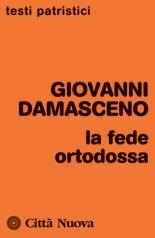 testi patristici
GIOVANNI
DAMASCENO
la fede
ortodossa
Città Nuova